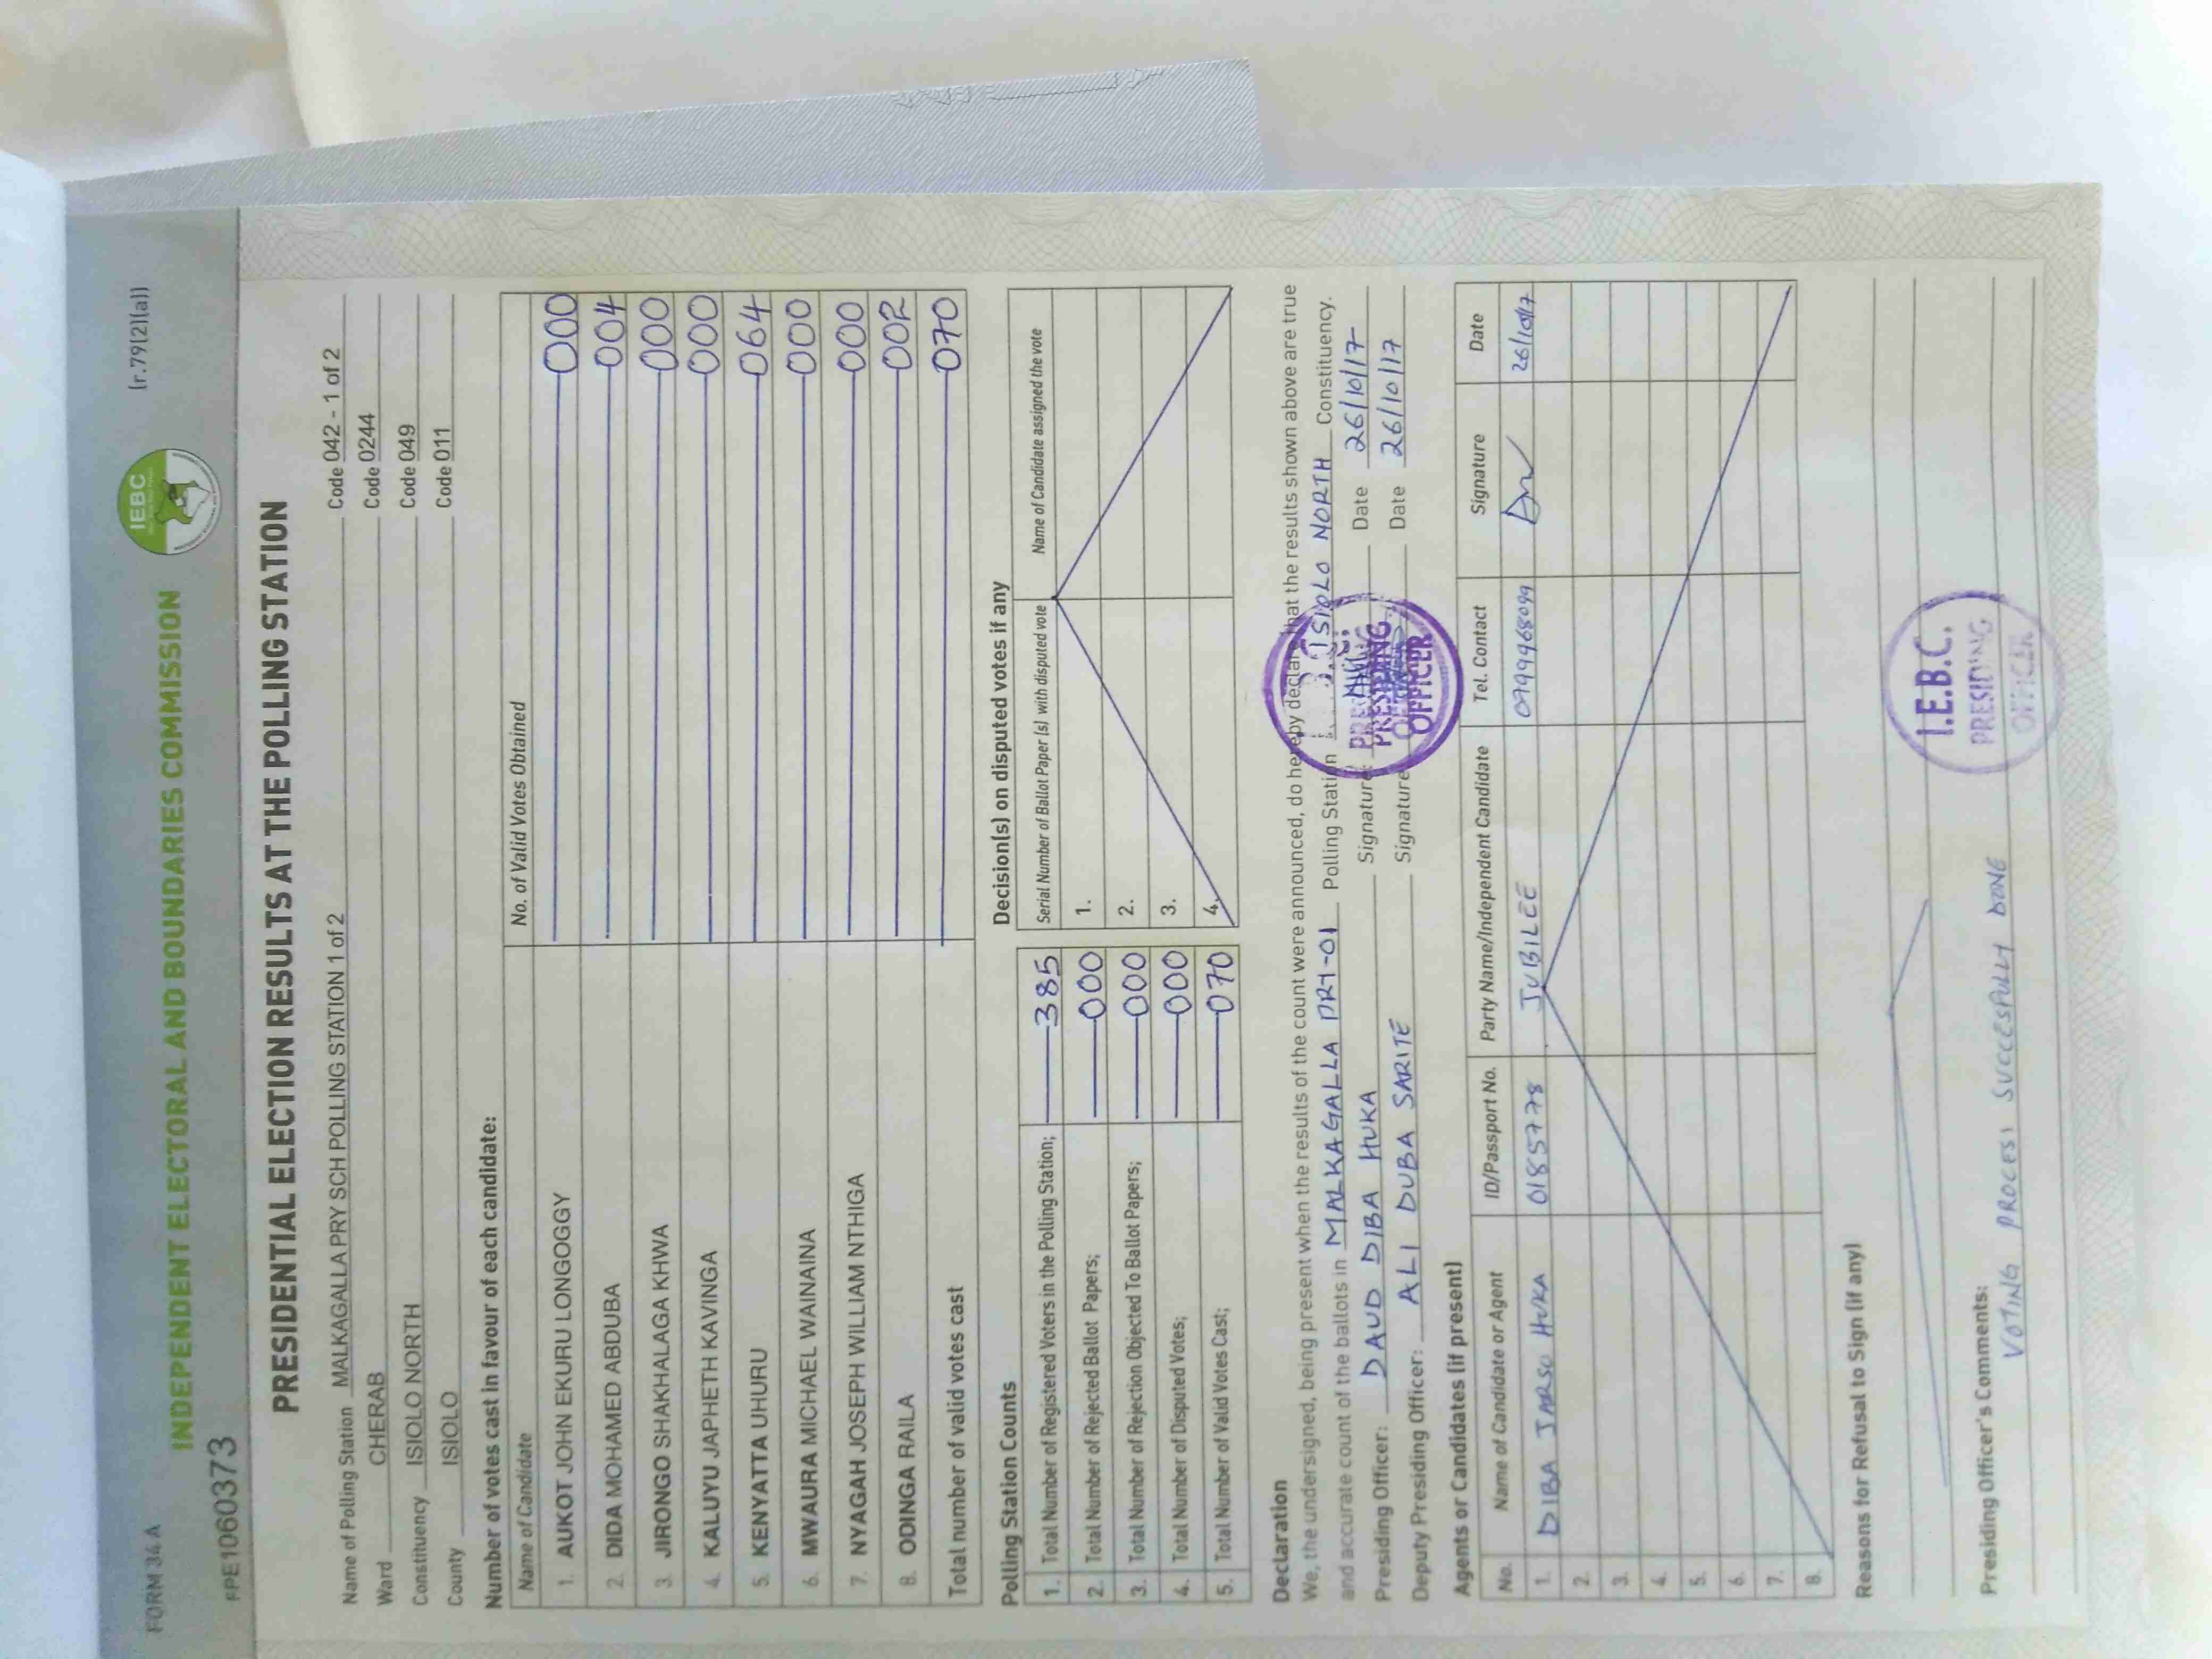 FORM 34 A
(r.79(2)(a))
IEBC
INDEPENDENT ELECTORAL AND BOUNDARIES COMMISSION
FPE1060373
PRESIDENTIAL ELECTION RESULTS AT THE POLLING STATION
Name of Polling Station MALKAGALLA PRY SCH POLLING STATION 1 of 2 Code 042 - 1 of 2
Ward CHERAB Code 0244
Constituency ISIOLO NORTH Code 049
County ISIOLO Code 011
Number of votes cast in favour of each candidate:
Name of Candidate No. of Valid Votes Obtained
1. AUKOT JOHN EKURU LONGOGGY 000
2. DIDA MOHAMED ABDUBA 004
3. JIRONGO SHAKHALAGA KHWA 000
4. KALUYU JAPHETH KAVINGA 000
5. KENYATTA UHURU 064
6. MWAURA MICHAEL WAINAINA 000
7. NYAGAH JOSEPH WILLIAM NTHIGA 000
8. ODINGA RAILA 002
Total number of valid votes cast 070
Polling Station Counts
1. Total Number of Registered Voters in the Polling Station; 385
2. Total Number of Rejected Ballot Papers; 000
3. Total Number of Rejection Objected To Ballot Papers; 000
4. Total Number of Disputed Votes; 000
5. Total Number of Valid Votes Cast; 070
Decision(s) on disputed votes if any
Serial Number of Ballot Paper (s) with disputed vote Name of Candidate assigned the vote
1.
2.
3.
4.
Declaration
We, the undersigned, being present when the results of the count were announced, do hereby declare that the results shown above are true
and accurate count of the ballots in MALKAGALLA PRY-01 Polling Station ISIOLO NORTH Constituency.
Presiding Officer: DAUD DIBA HUKA Signature: Date 26/10/17
Deputy Presiding Officer: ALI DUBA SARITE Signature Date 26/10/17
PRESIDING
OFFICER
Agents or Candidates (if present)
No. Name of Candidate or Agent ID/Passport No. Party Name/Independent Candidate Tel. Contact Signature Date
1. DIBA JARSO HUKA 0185778 JUBILEE 0799968099 26/10/17
2.
3.
4.
5.
6.
7.
8.
Reasons for Refusal to Sign (if any)
Presiding Officer's Comments:
VOTING PROCESS SUCCESFULLY DONE
I.E.B.C.
PRESIDING
OFFICER